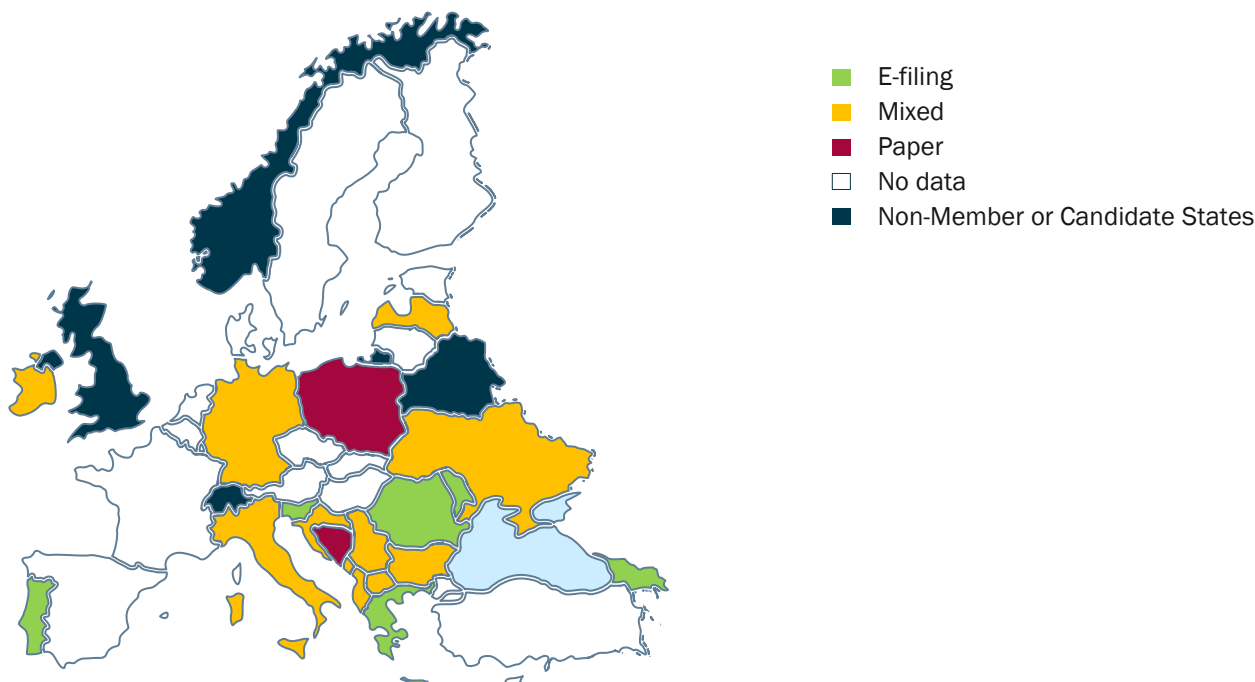 E-filing
Mixed
Paper
No data
Non-Member or Candidate States